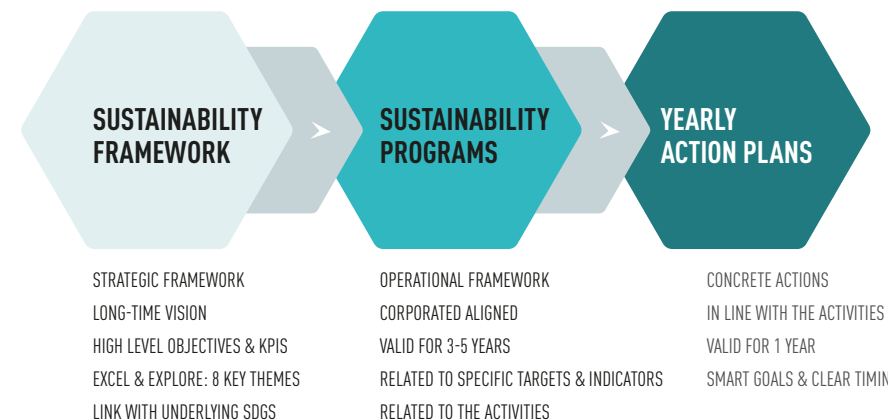 SUSTAINABILITY
FRAMEWORK
SUSTAINABILITY
PROGRAMS
YEARLY
ACTION PLANS
STRATEGIC FRAMEWORK
LONG-TIME VISION
HIGH LEVEL OBJECTIVES & KPIS
EXCEL & EXPLORE: 8 KEY THEMES
LINK WITH UNDERLYING SDGS
OPERATIONAL FRAMEWORK
CORPORATED ALIGNED
VALID FOR 3-5 YEARS
RELATED TO SPECIFIC TARGETS & INDICATORS
RELATED TO THE ACTIVITIES
CONCRETE ACTIONS
IN LINE WITH THE ACTIVITIES
VALID FOR 1 YEAR
SMART GOALS & CLEAR